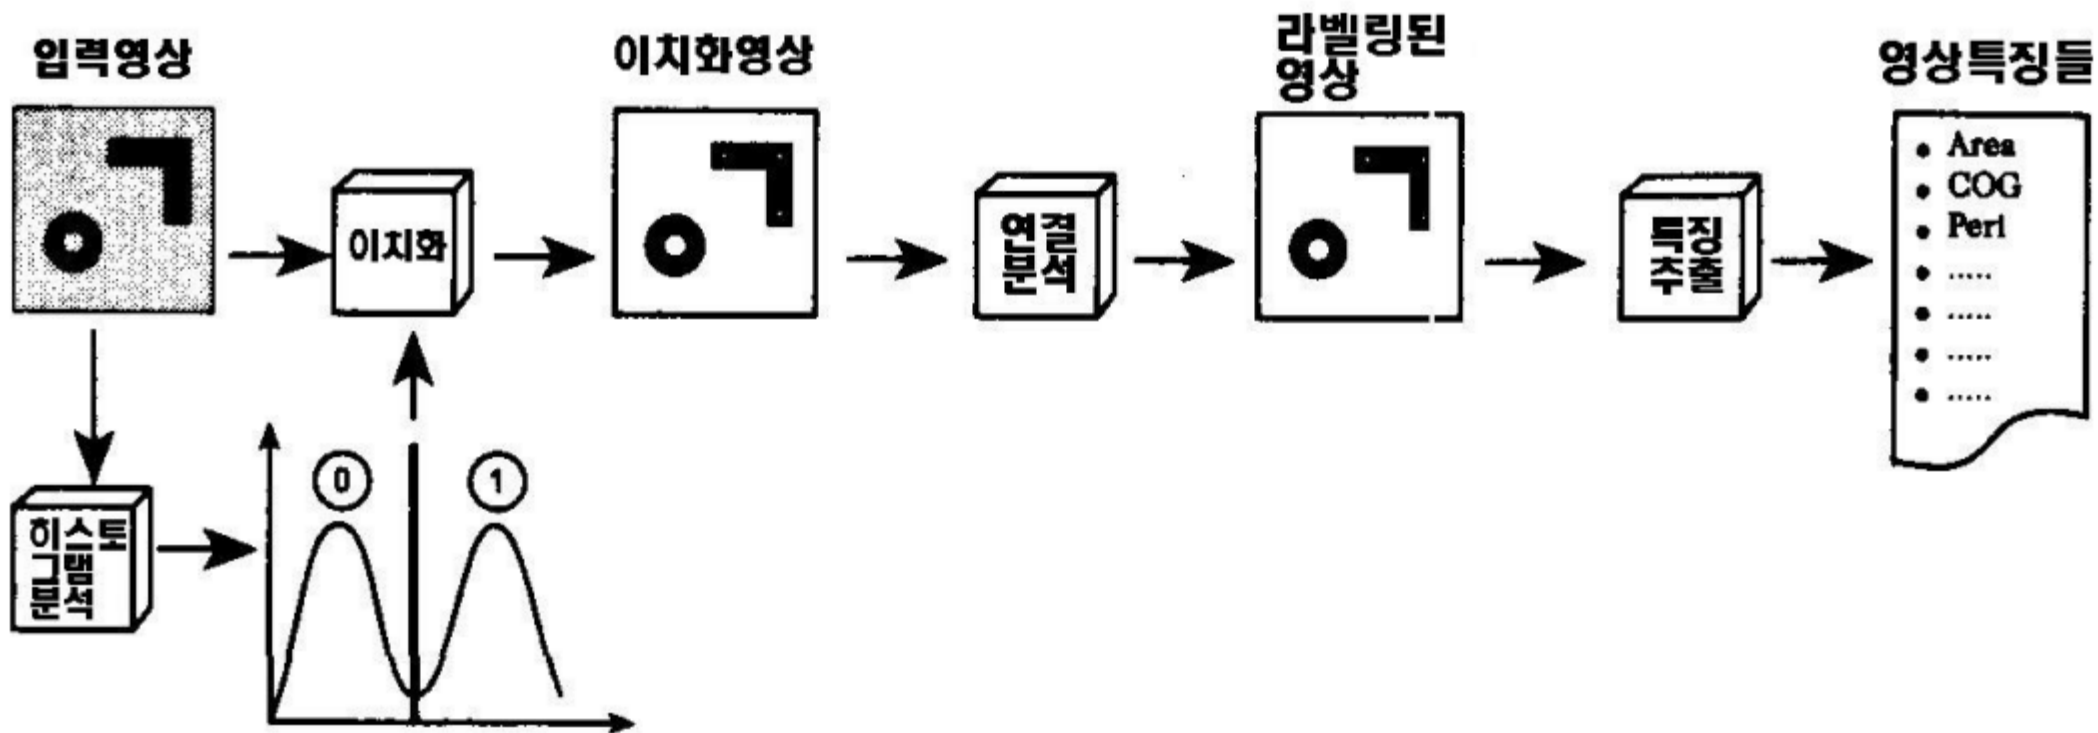 입력영상
이치화영상
라벨링된
영상
영상특징들
이치화
연결
분석
특징
추출
Area
COG
Peri
.....
.....
.....
.....
히스토
그램
분석
0
1